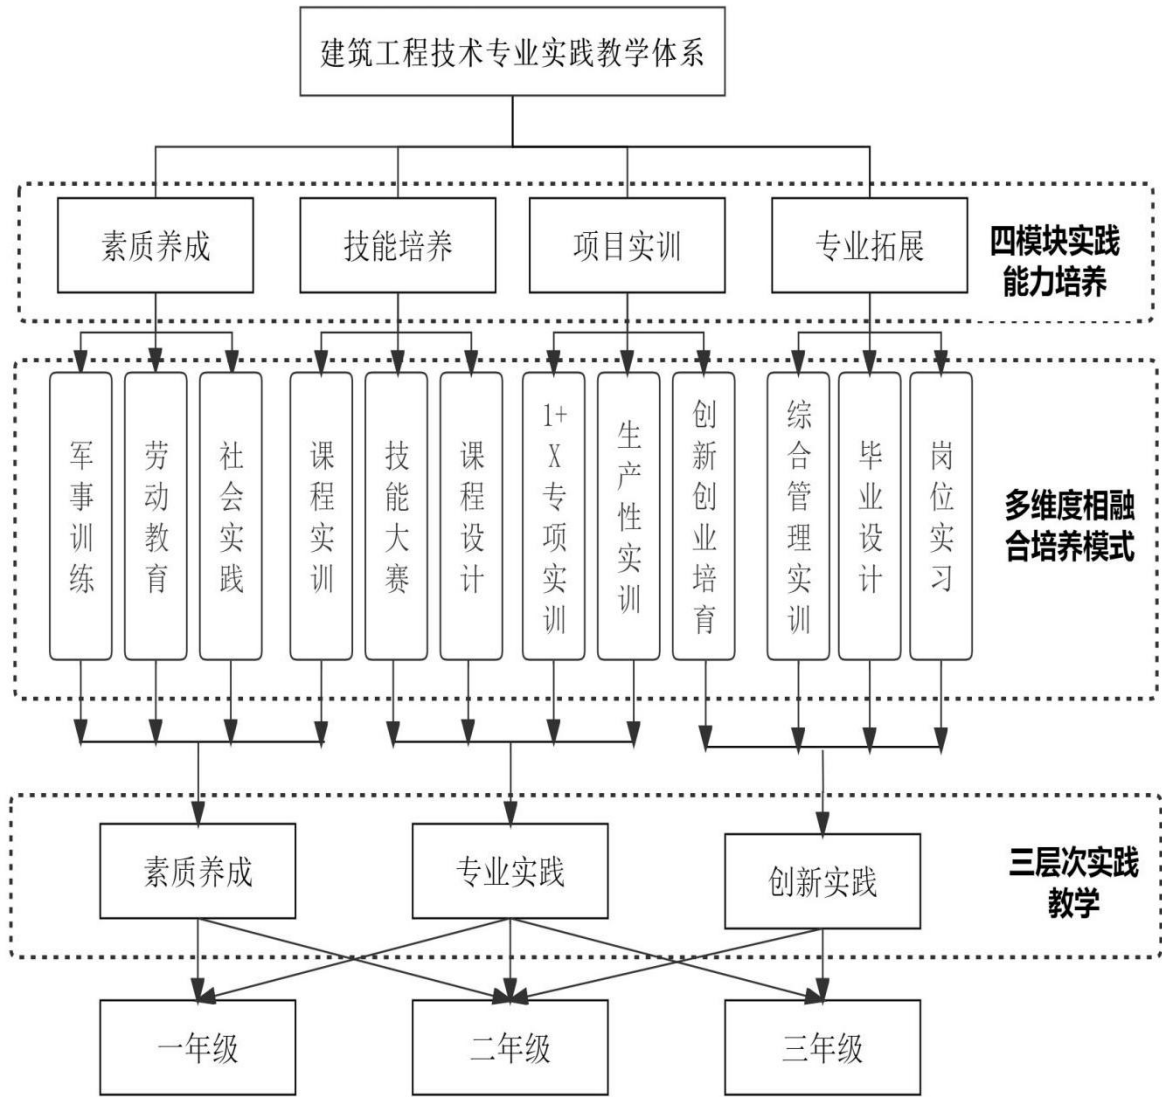 建筑工程技术专业实践教学体系
素质养成
技能培养
项目实训
专业拓展
四模块实践
能力培养
军事训练
劳动教育
社会实践
课程实训
技能大赛
课程设计
1+X专项实训
生产性实训
创新创业培育
综合管理实训
毕业设计
岗位实习
多维度相融
合培养模式
素质养成
专业实践
创新实践
三层次实践
教学
一年级
二年级
三年级